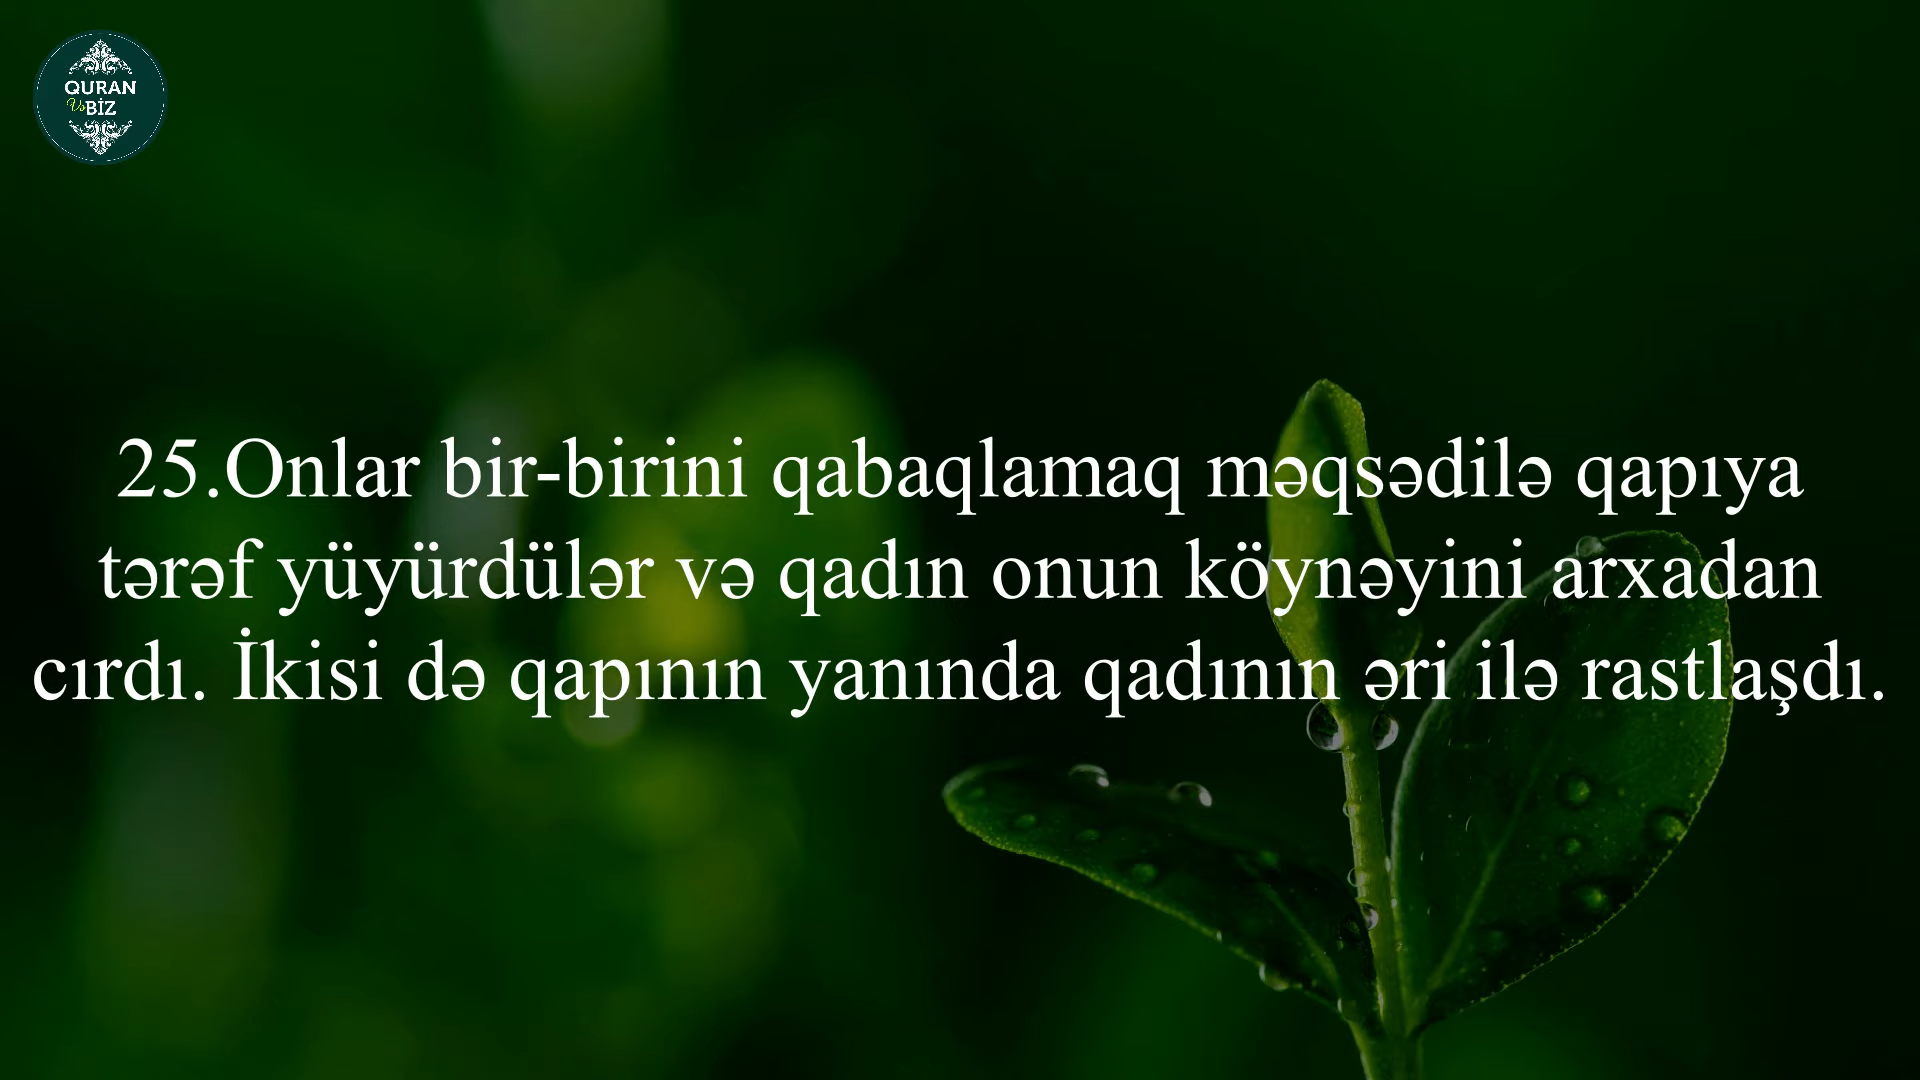 QURAN
Və BİZ
25.Onlar bir-birini qabaqlamaq məqsədilə qapıya
tərəf yüyürdülər və qadın onun köynəyini arxadan
cırdı. İkisi də qapının yanında qadının əri ilə rastlaşdı.